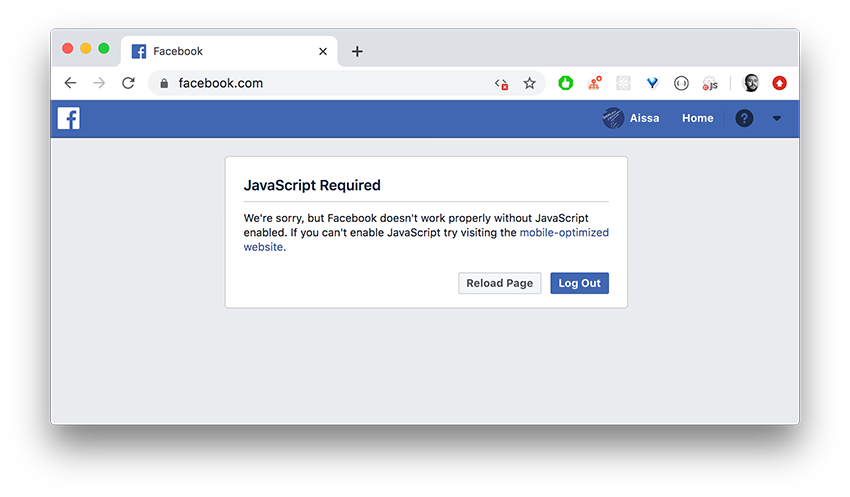 Facebook
facebook.com
js
Aissa
Home
?
JavaScript Required
We're sorry, but Facebook doesn't work properly without JavaScript
enabled. If you can't enable JavaScript try visiting the mobile-optimized
website.
Reload Page
Log Out